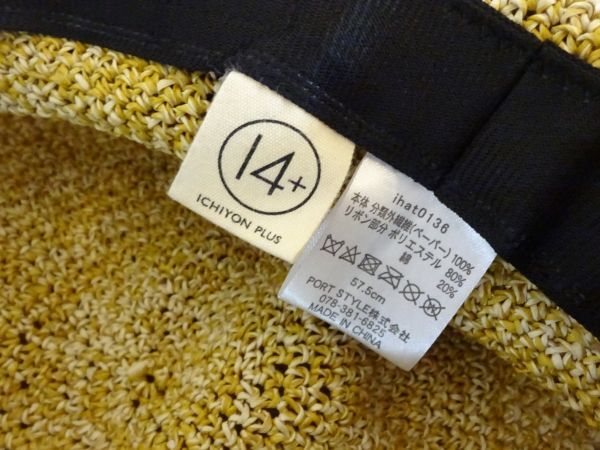 14+
ICHIYON PLUS
ihat0136
本体 分類外繊維(ペーパー) 100%
リボン部分 ポリエステル 80%
綿 20%
57.5cm
PORT STYLE株式会社
078-381-6825
MADE IN CHINA